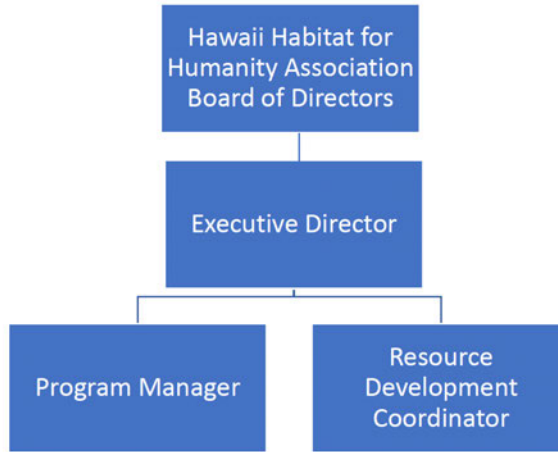 Hawaii Habitat for
Humanity Association
Board of Directors
Executive Director
Program Manager
Resource
Development
Coordinator